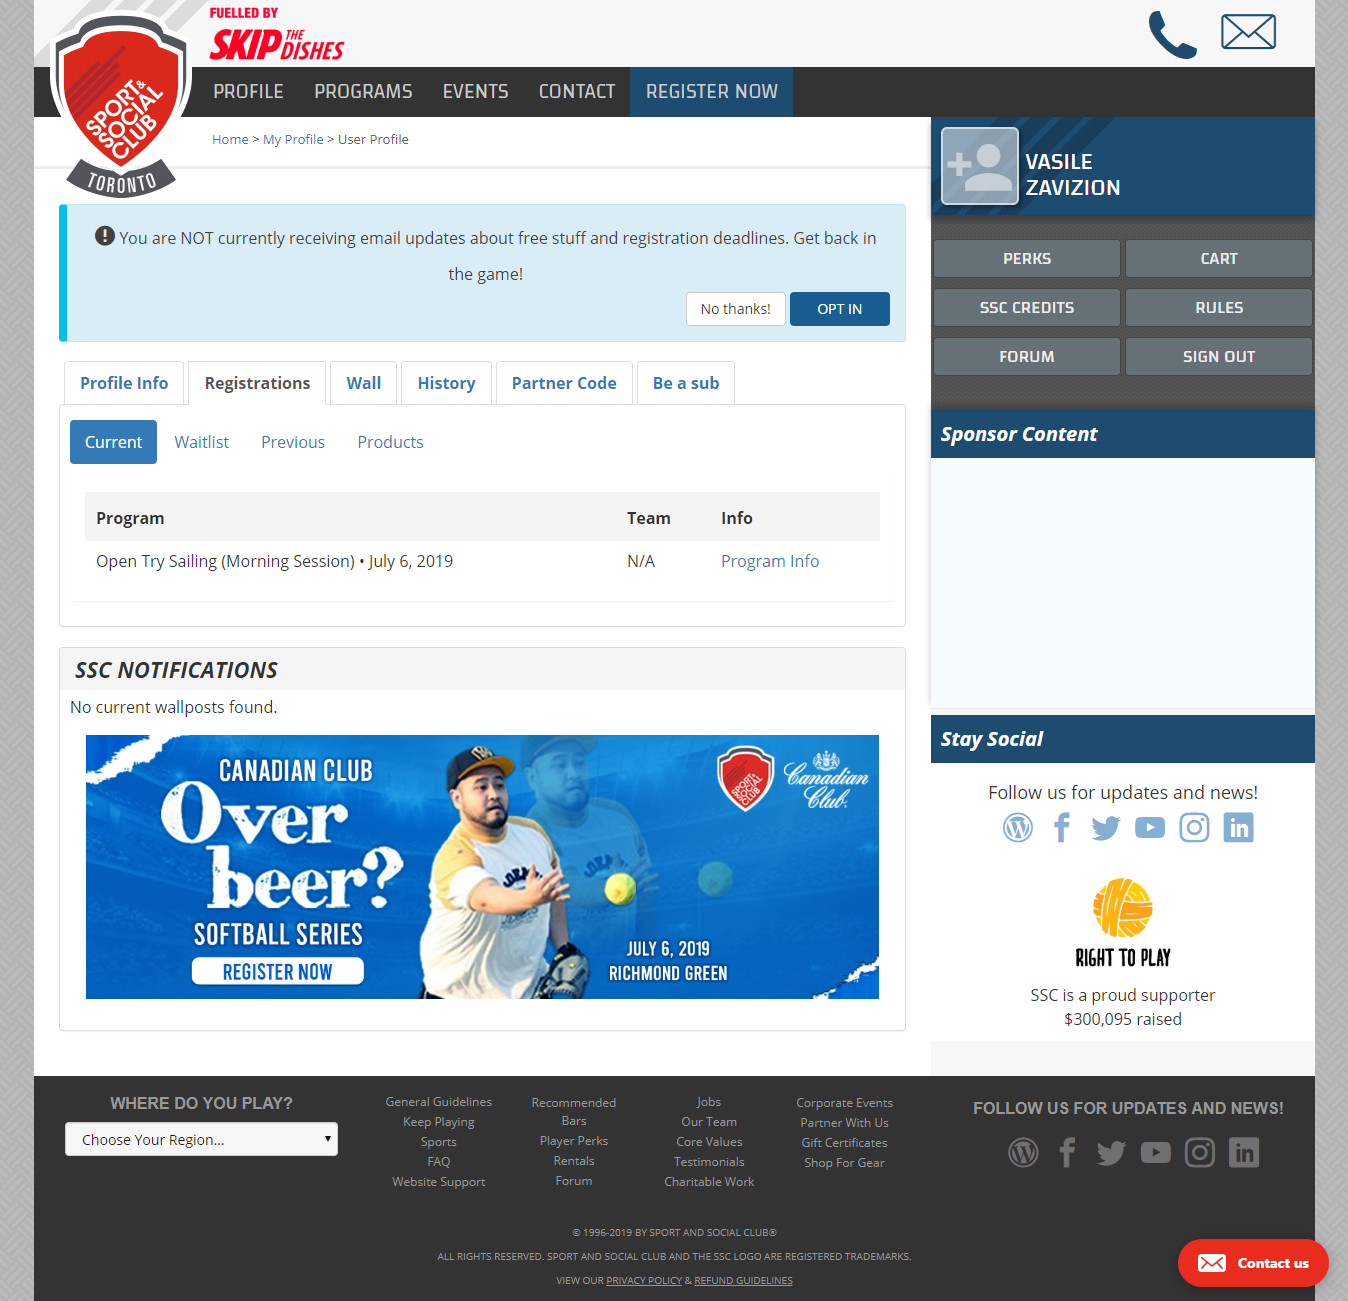 FUELLED BY
SKIP THE DISHES
SPORT & SOCIAL CLUB
TORONTO
PROFILE
PROGRAMS
EVENTS
CONTACT
REGISTER NOW
Home > My Profile > User Profile
VASILE
ZAVIZION
You are NOT currently receiving email updates about free stuff and registration deadlines. Get back in
the game!
No thanks!
OPT IN
PERKS
CART
SSC CREDITS
RULES
FORUM
SIGN OUT
Profile Info
Registrations
Wall
History
Partner Code
Be a sub
Current
Waitlist
Previous
Products
Program
Team
Info
Open Try Sailing (Morning Session) • July 6, 2019
N/A
Program Info
Sponsor Content
SSC NOTIFICATIONS
No current wallposts found.
CANADIAN CLUB
Over
beer?
SOFTBALL SERIES
REGISTER NOW
SPORT & SOCIAL CLUB
Canadian
Club.
JULY 6, 2019
RICHMOND GREEN
Stay Social
Follow us for updates and news!
RIGHT TO PLAY
SSC is a proud supporter
$300,095 raised
WHERE DO YOU PLAY?
Choose Your Region...
General Guidelines
Keep Playing
Sports
FAQ
Website Support
Recommended
Bars
Player Perks
Rentals
Forum
Jobs
Our Team
Core Values
Testimonials
Charitable Work
Corporate Events
Partner With Us
Gift Certificates
Shop For Gear
FOLLOW US FOR UPDATES AND NEWS!
© 1996-2019 BY SPORT AND SOCIAL CLUB®
ALL RIGHTS RESERVED. SPORT AND SOCIAL CLUB AND THE SSC LOGO ARE REGISTERED TRADEMARKS.
VIEW OUR PRIVACY POLICY & REFUND GUIDELINES
Contact us